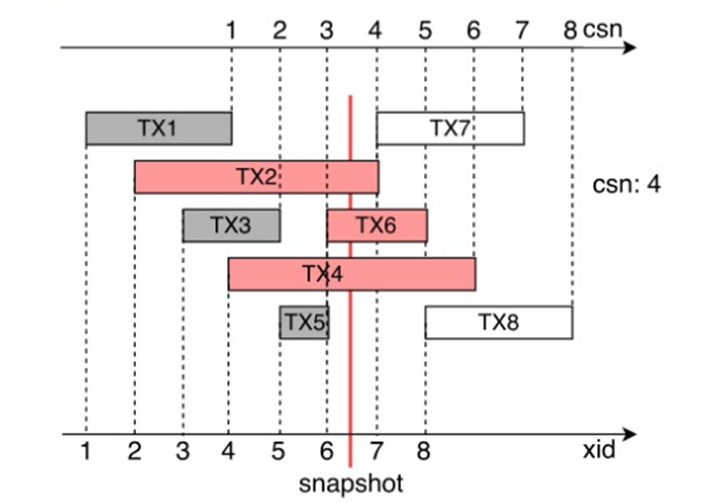 1 2 3 4 5 6 7 8 csn
TX1 TX7
TX2
csn: 4
TX3 TX6
TX4
TX5 TX8
1 2 3 4 5 6 7 8 xid
snapshot